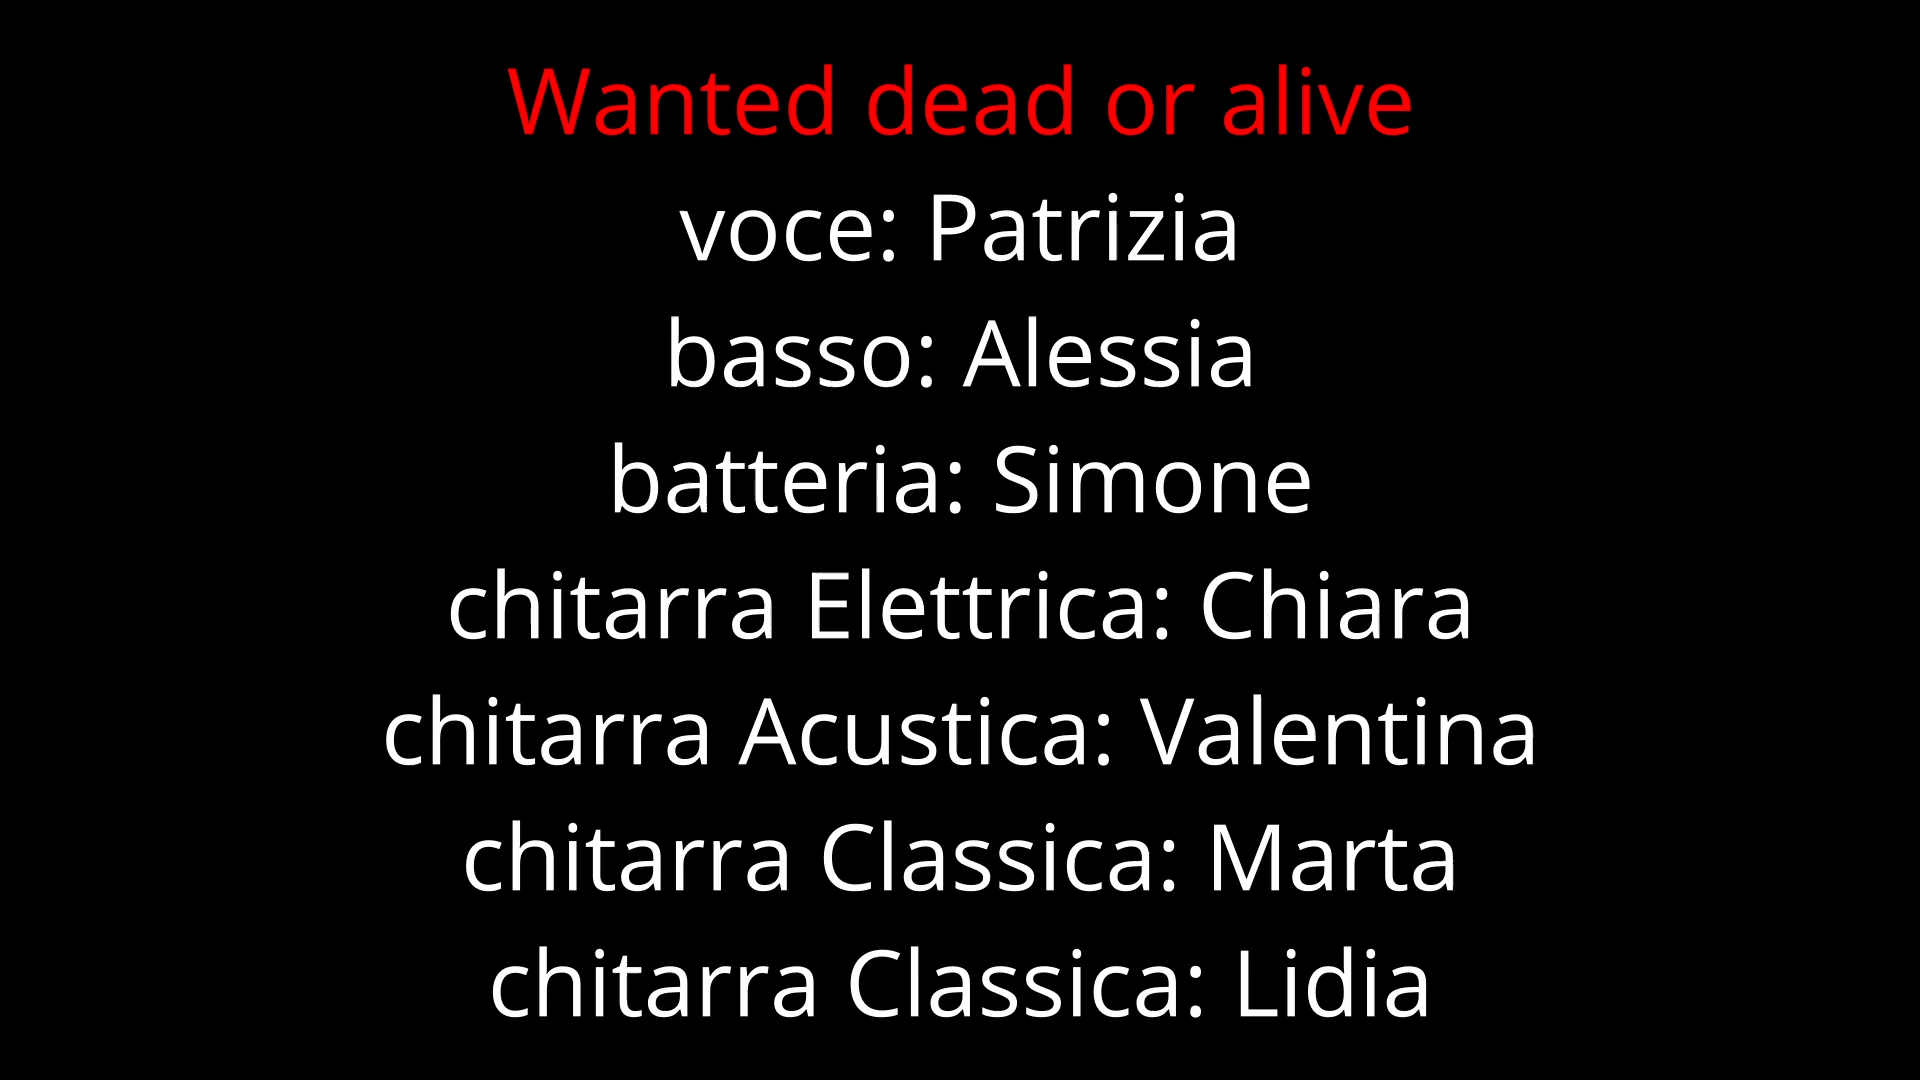 Wanted dead or alive
voce: Patrizia
basso: Alessia
batteria: Simone
chitarra Elettrica: Chiara
chitarra Acustica: Valentina
chitarra Classica: Marta
chitarra Classica: Lidia